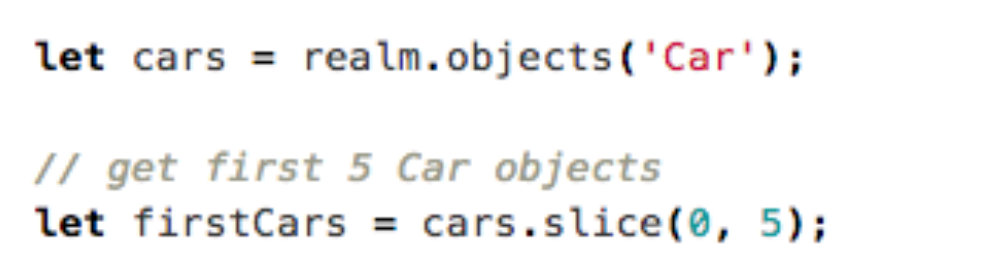 let cars = realm.objects('Car');
// get first 5 Car objects
let firstCars = cars.slice(0, 5);